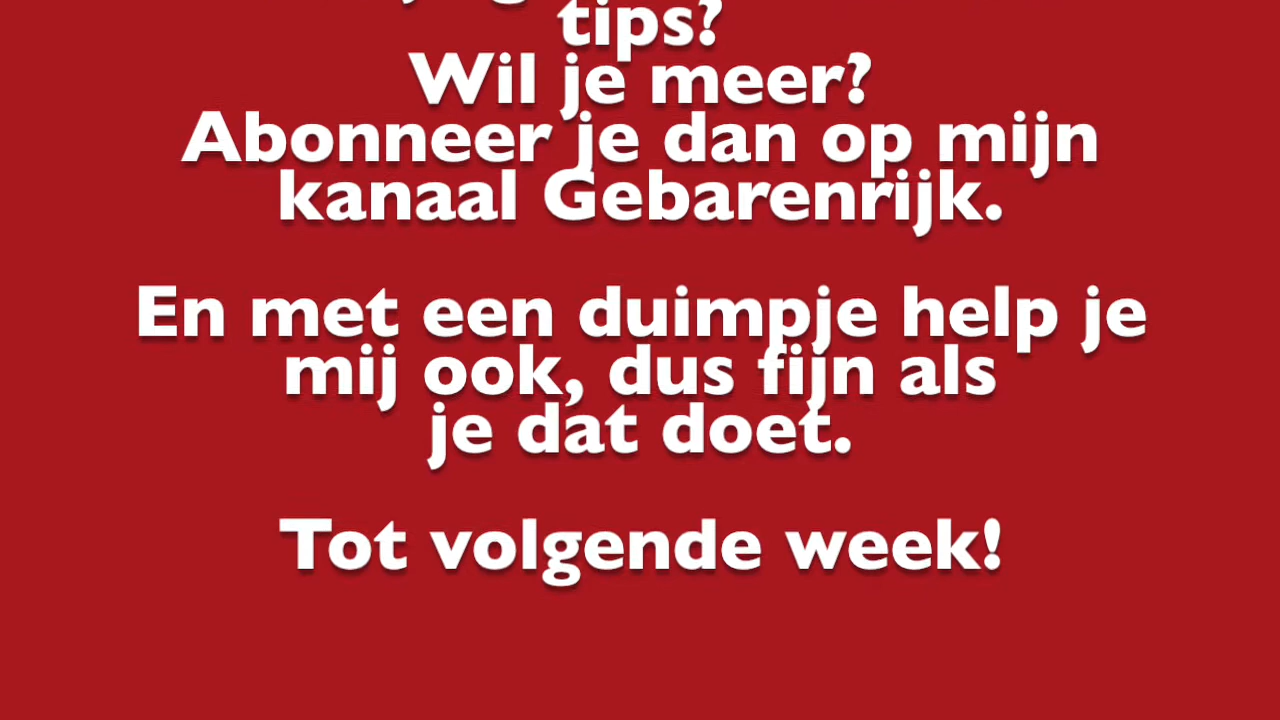 tips?
Wil je meer?
Abonneer je dan op mijn
kanaal Gebarenrijk.
En met een duimpje help je
mij ook, dus fijn als
je dat doet.
Tot volgende week!